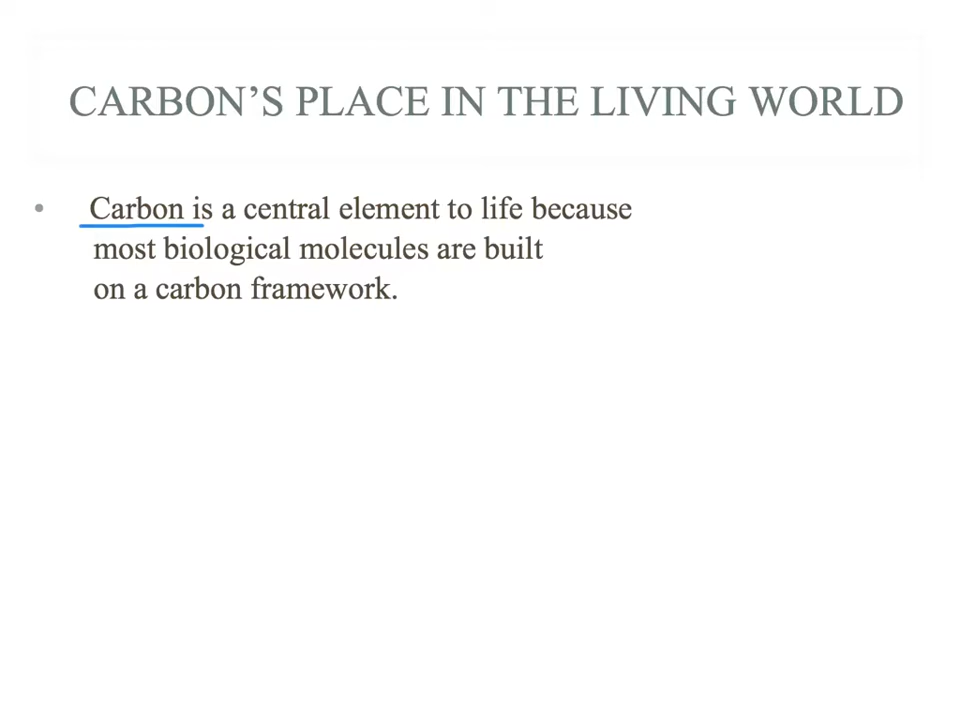 CARBON’S PLACE IN THE LIVING WORLD
• Carbon is a central element to life because
most biological molecules are built
on a carbon framework.